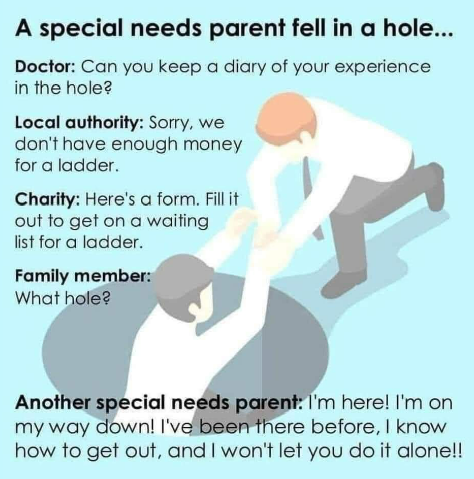 A special needs parent fell in a hole...
Doctor: Can you keep a diary of your experience
in the hole?
Local authority: Sorry, we
don't have enough money
for a ladder.
Charity: Here's a form. Fill it
out to get on a waiting
list for a ladder.
Family member:
What hole?
Another special needs parent: I'm here! I'm on
my way down! I've been there before, I know
how to get out, and I won't let you do it alone!!